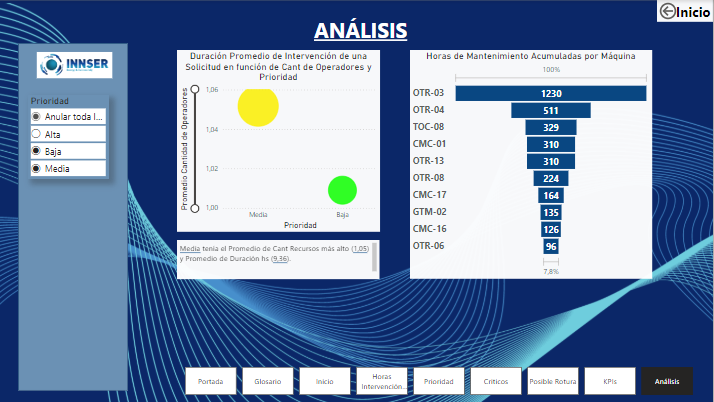 Inicio
ANÁLISIS
INNSER
Prioridad
Anular toda l...
Alta
Baja
Media
Duración Promedio de Intervención de una
Solicitud en función de Cant de Operadores y
Prioridad
Promedio Cantidad de Operadores
1,06
1,04
1,02
1,00
Media
Baja
Prioridad
Media tenía el Promedio de Cant Recursos más alto (1,05)
y Promedio de Duración hs (9,36).
Horas de Mantenimiento Acumuladas por Máquina
100%
OTR-03 1230
OTR-04 511
TOC-08 329
CMC-01 310
OTR-13 310
OTR-08 224
CMC-17 164
GTM-02 135
CMC-16 126
OTR-06 96
7,8%
Portada
Glosario
Inicio
Horas
Intervención...
Prioridad
Criticos
Posible Rotura
KPIs
Análisis